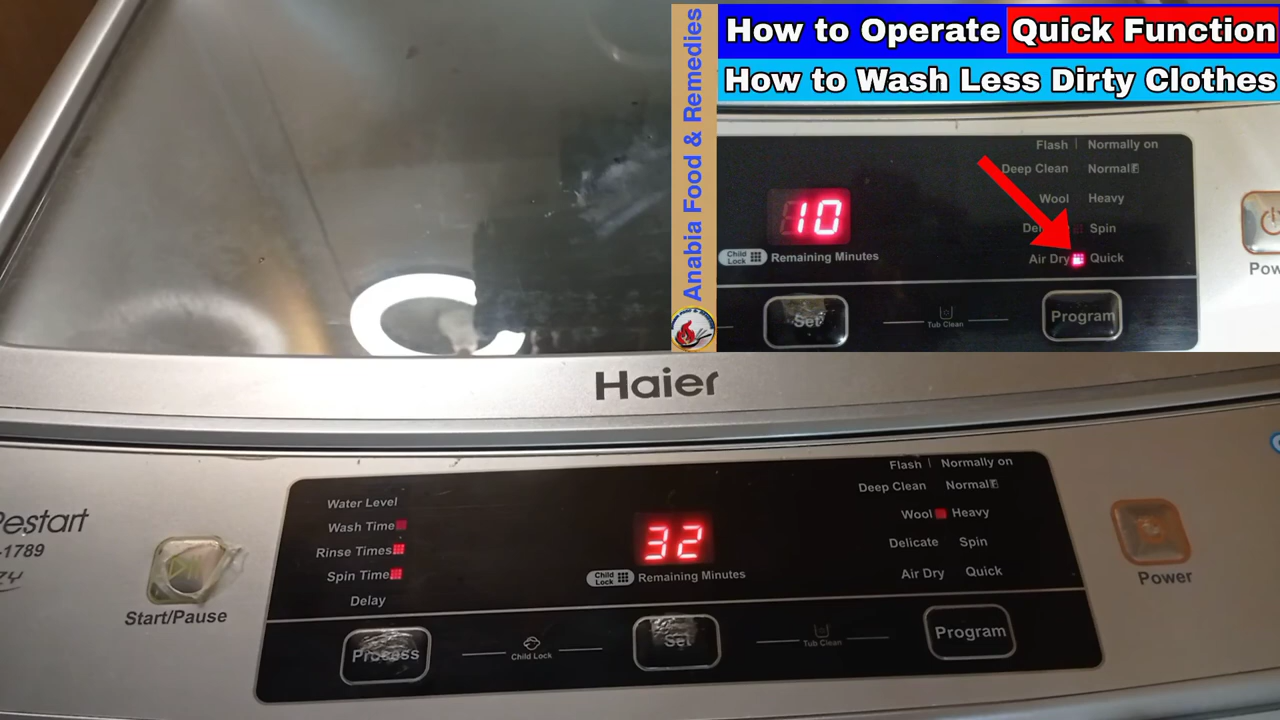 How to Operate Quick Function
How to Wash Less Dirty Clothes
Anabia Food & Remedies
Flash | Normally on
Deep Clean Normal
Wool Heavy
Spin
Air Dry Quick
10
Child Lock Remaining Minutes
Set Tub Clean Program
Power
Haier
Restart
-1789
Start/Pause
Water Level
Wash Time
Rinse Times
Spin Time
Delay
32
Child Lock Remaining Minutes
Flash | Normally on
Deep Clean Normal
Wool Heavy
Delicate Spin
Air Dry Quick
Process Child Lock Set Tub Clean Program
Power